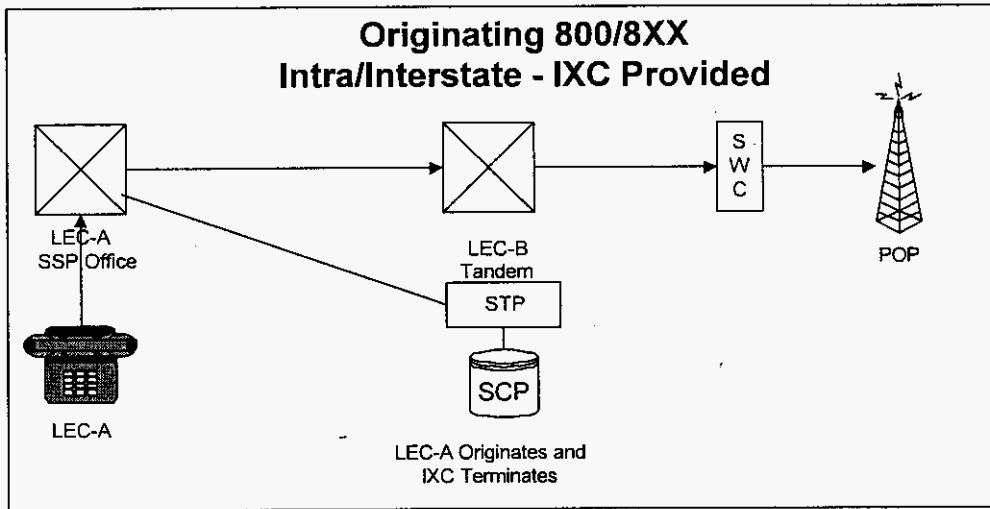 Originating 800/8XX
Intra/Interstate - IXC Provided
S
W
C
LEC-A
SSP Office
LEC-B
Tandem
POP
STP
SCP
LEC-A
LEC-A Originates and
IXC Terminates